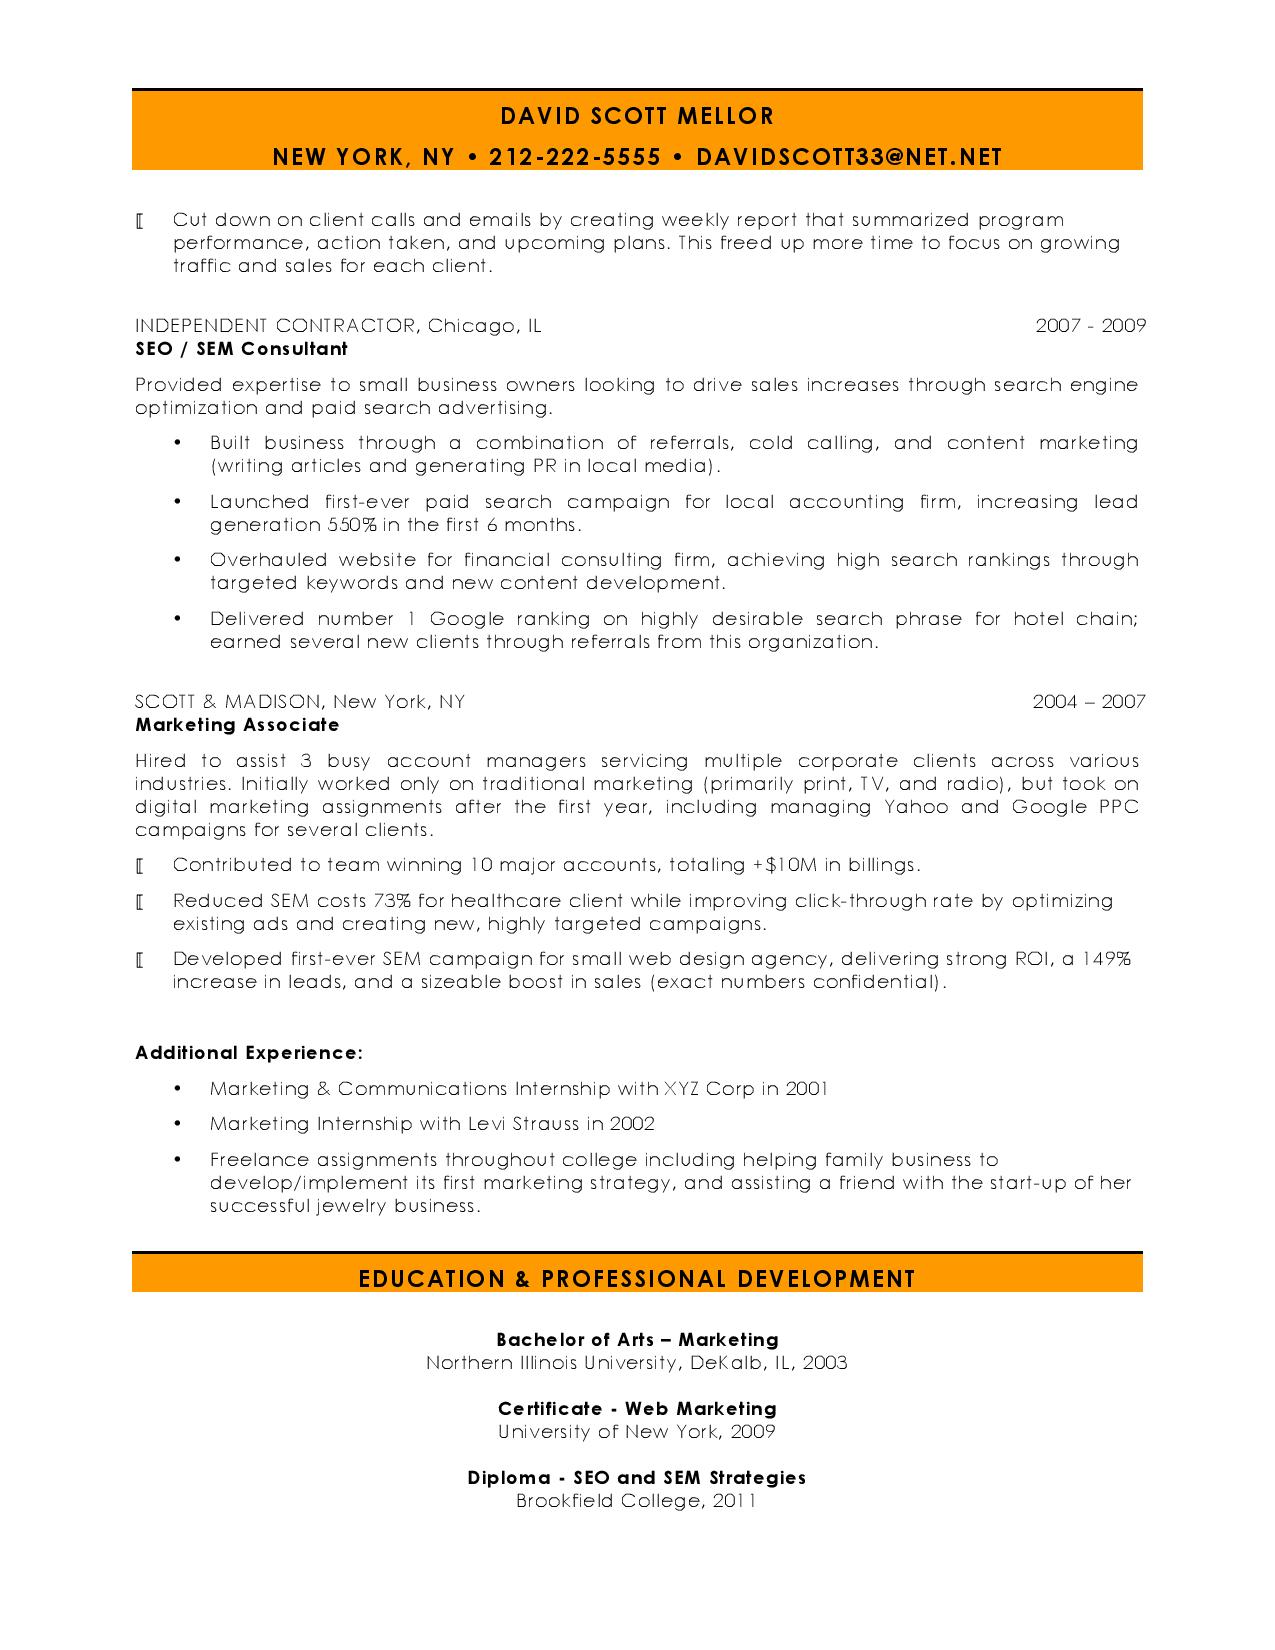 DAVID SCOTT MELLOR
NEW YORK, NY • 212-222-5555 • DAVIDSCOTT33@NET.NET
⟦ Cut down on client calls and emails by creating weekly report that summarized program
performance, action taken, and upcoming plans. This freed up more time to focus on growing
traffic and sales for each client.
INDEPENDENT CONTRACTOR, Chicago, IL 2007 - 2009
SEO / SEM Consultant
Provided expertise to small business owners looking to drive sales increases through search engine
optimization and paid search advertising.
• Built business through a combination of referrals, cold calling, and content marketing
(writing articles and generating PR in local media).
• Launched first-ever paid search campaign for local accounting firm, increasing lead
generation 550% in the first 6 months.
• Overhauled website for financial consulting firm, achieving high search rankings through
targeted keywords and new content development.
• Delivered number 1 Google ranking on highly desirable search phrase for hotel chain;
earned several new clients through referrals from this organization.
SCOTT & MADISON, New York, NY 2004 – 2007
Marketing Associate
Hired to assist 3 busy account managers servicing multiple corporate clients across various
industries. Initially worked only on traditional marketing (primarily print, TV, and radio), but took on
digital marketing assignments after the first year, including managing Yahoo and Google PPC
campaigns for several clients.
⟦ Contributed to team winning 10 major accounts, totaling +$10M in billings.
⟦ Reduced SEM costs 73% for healthcare client while improving click-through rate by optimizing
existing ads and creating new, highly targeted campaigns.
⟦ Developed first-ever SEM campaign for small web design agency, delivering strong ROI, a 149%
increase in leads, and a sizeable boost in sales (exact numbers confidential).
Additional Experience:
• Marketing & Communications Internship with XYZ Corp in 2001
• Marketing Internship with Levi Strauss in 2002
• Freelance assignments throughout college including helping family business to
develop/implement its first marketing strategy, and assisting a friend with the start-up of her
successful jewelry business.
EDUCATION & PROFESSIONAL DEVELOPMENT
Bachelor of Arts – Marketing
Northern Illinois University, DeKalb, IL, 2003
Certificate - Web Marketing
University of New York, 2009
Diploma - SEO and SEM Strategies
Brookfield College, 2011